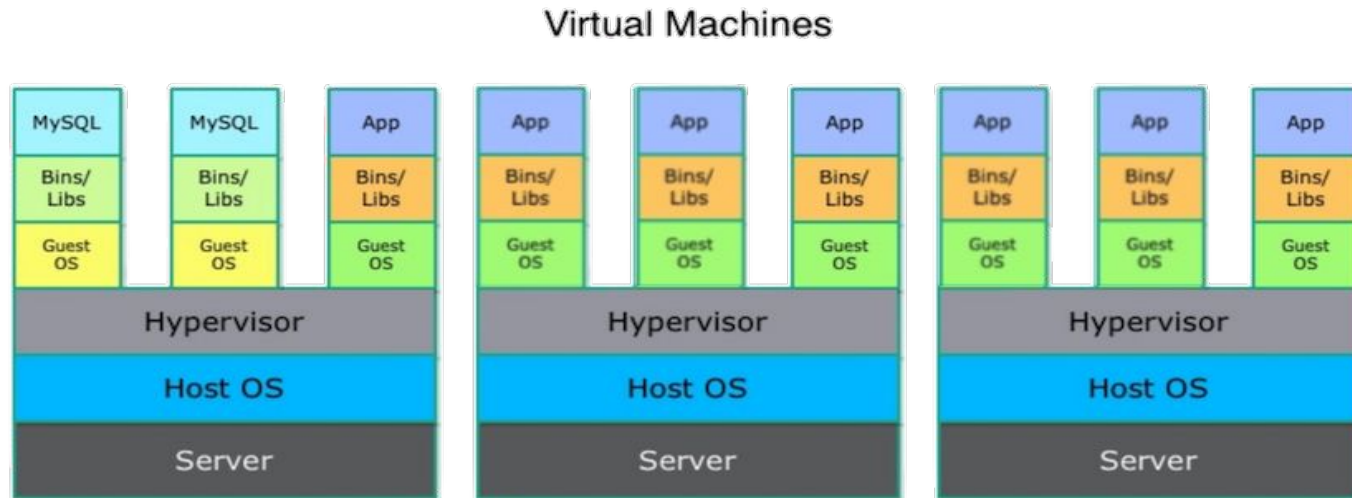 Virtual Machines
MySQL MySQL App App App App App App App
Bins/ Bins/ Bins/ Bins/ Bins/ Bins/ Bins/ Bins/ Bins/
Libs Libs Libs Libs Libs Libs Libs Libs Libs
Guest Guest Guest Guest Guest Guest Guest Guest Guest
OS OS OS OS OS OS OS OS OS
Hypervisor Hypervisor Hypervisor
Host OS Host OS Host OS
Server Server Server